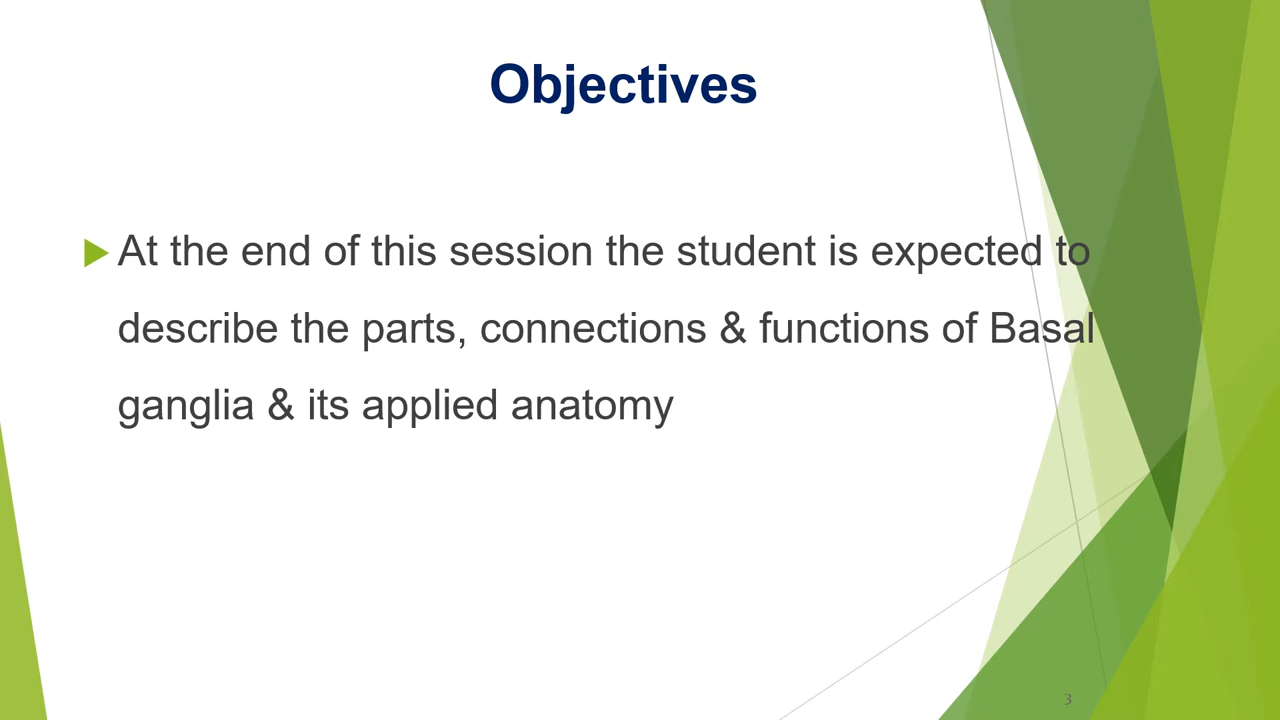 Objectives
At the end of this session the student is expected to
describe the parts, connections & functions of Basal
ganglia & its applied anatomy
3